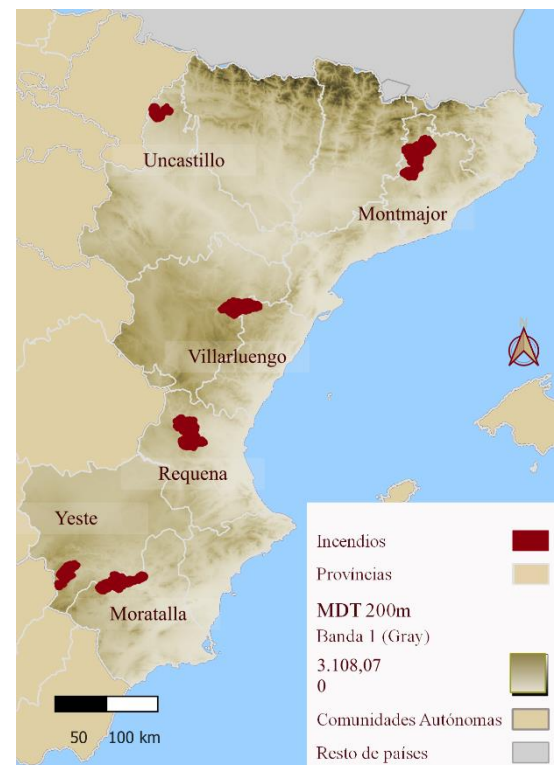 Uncastillo
Montmajor
Villarluengo
Requena
Yeste
Moratalla
50 100 km
N
Incendios
Províncias
MDT 200m
Banda 1 (Gray)
3.108,07
0
Comunidades Autónomas
Resto de países